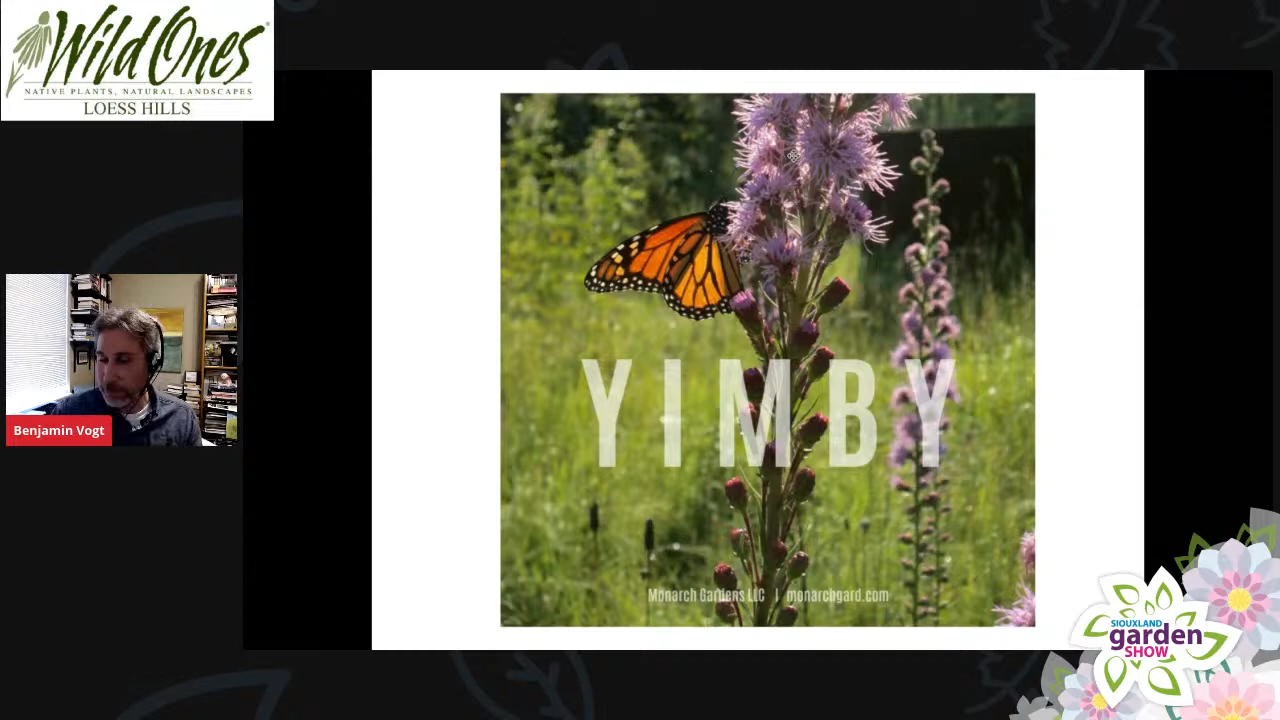 Wild Ones®
NATIVE PLANTS, NATURAL LANDSCAPES
LOESS HILLS
YIMBY
Benjamin Vogt
Monarch Gardens LLC | monarchgard.com
SIOUXLAND
garden
SHOW